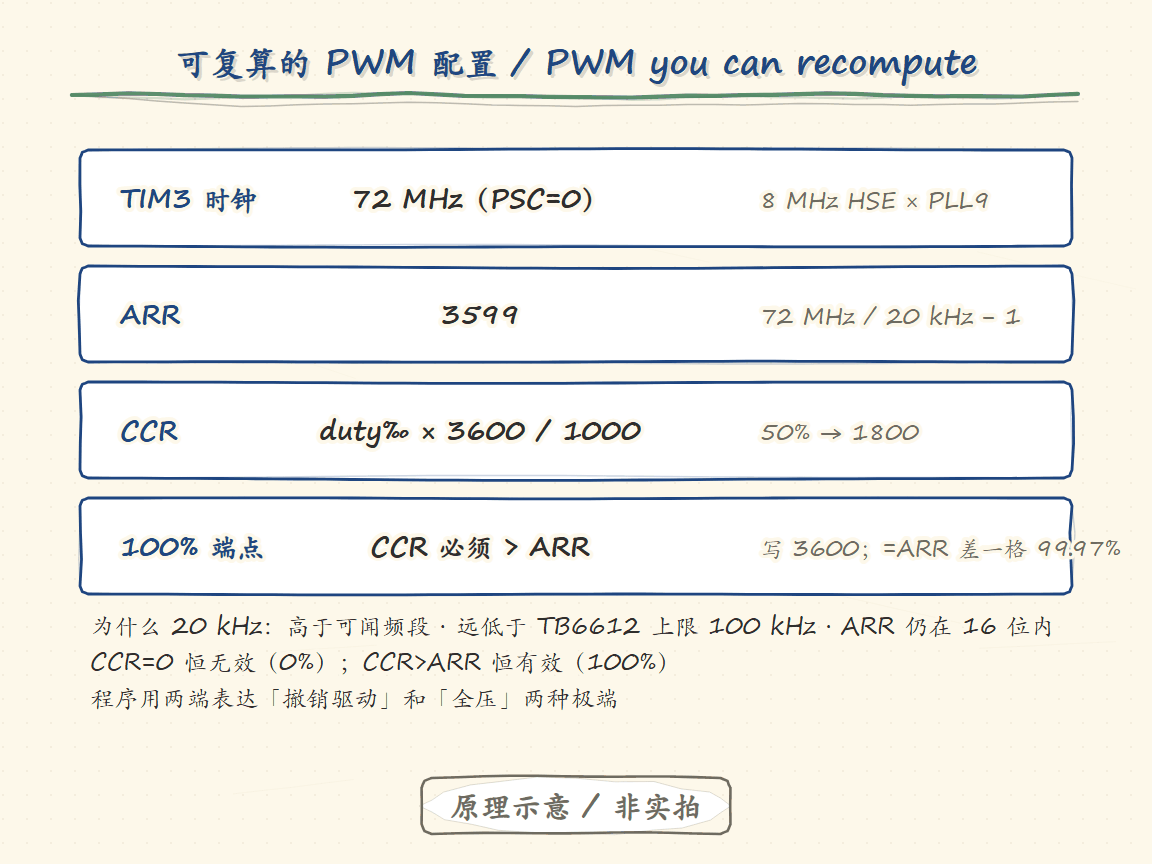 可复算的 PWM 配置 / PWM you can recompute
TIM3 时钟 72 MHz (PSC=0) 8 MHz HSE × PLL9
ARR 3599 72 MHz / 20 kHz - 1
CCR duty‰ × 3600 / 1000 50% → 1800
100% 端点 CCR 必须 > ARR 写 3600; =ARR 差一格 99.97%
为什么 20 kHz: 高于可闻频段 · 远低于 TB6612 上限 100 kHz · ARR 仍在 16 位内
CCR=0 恒无效 (0%) ; CCR>ARR 恒有效 (100%)
程序用两端表达「撤销驱动」和「全压」两种极端
原理示意 / 非实拍